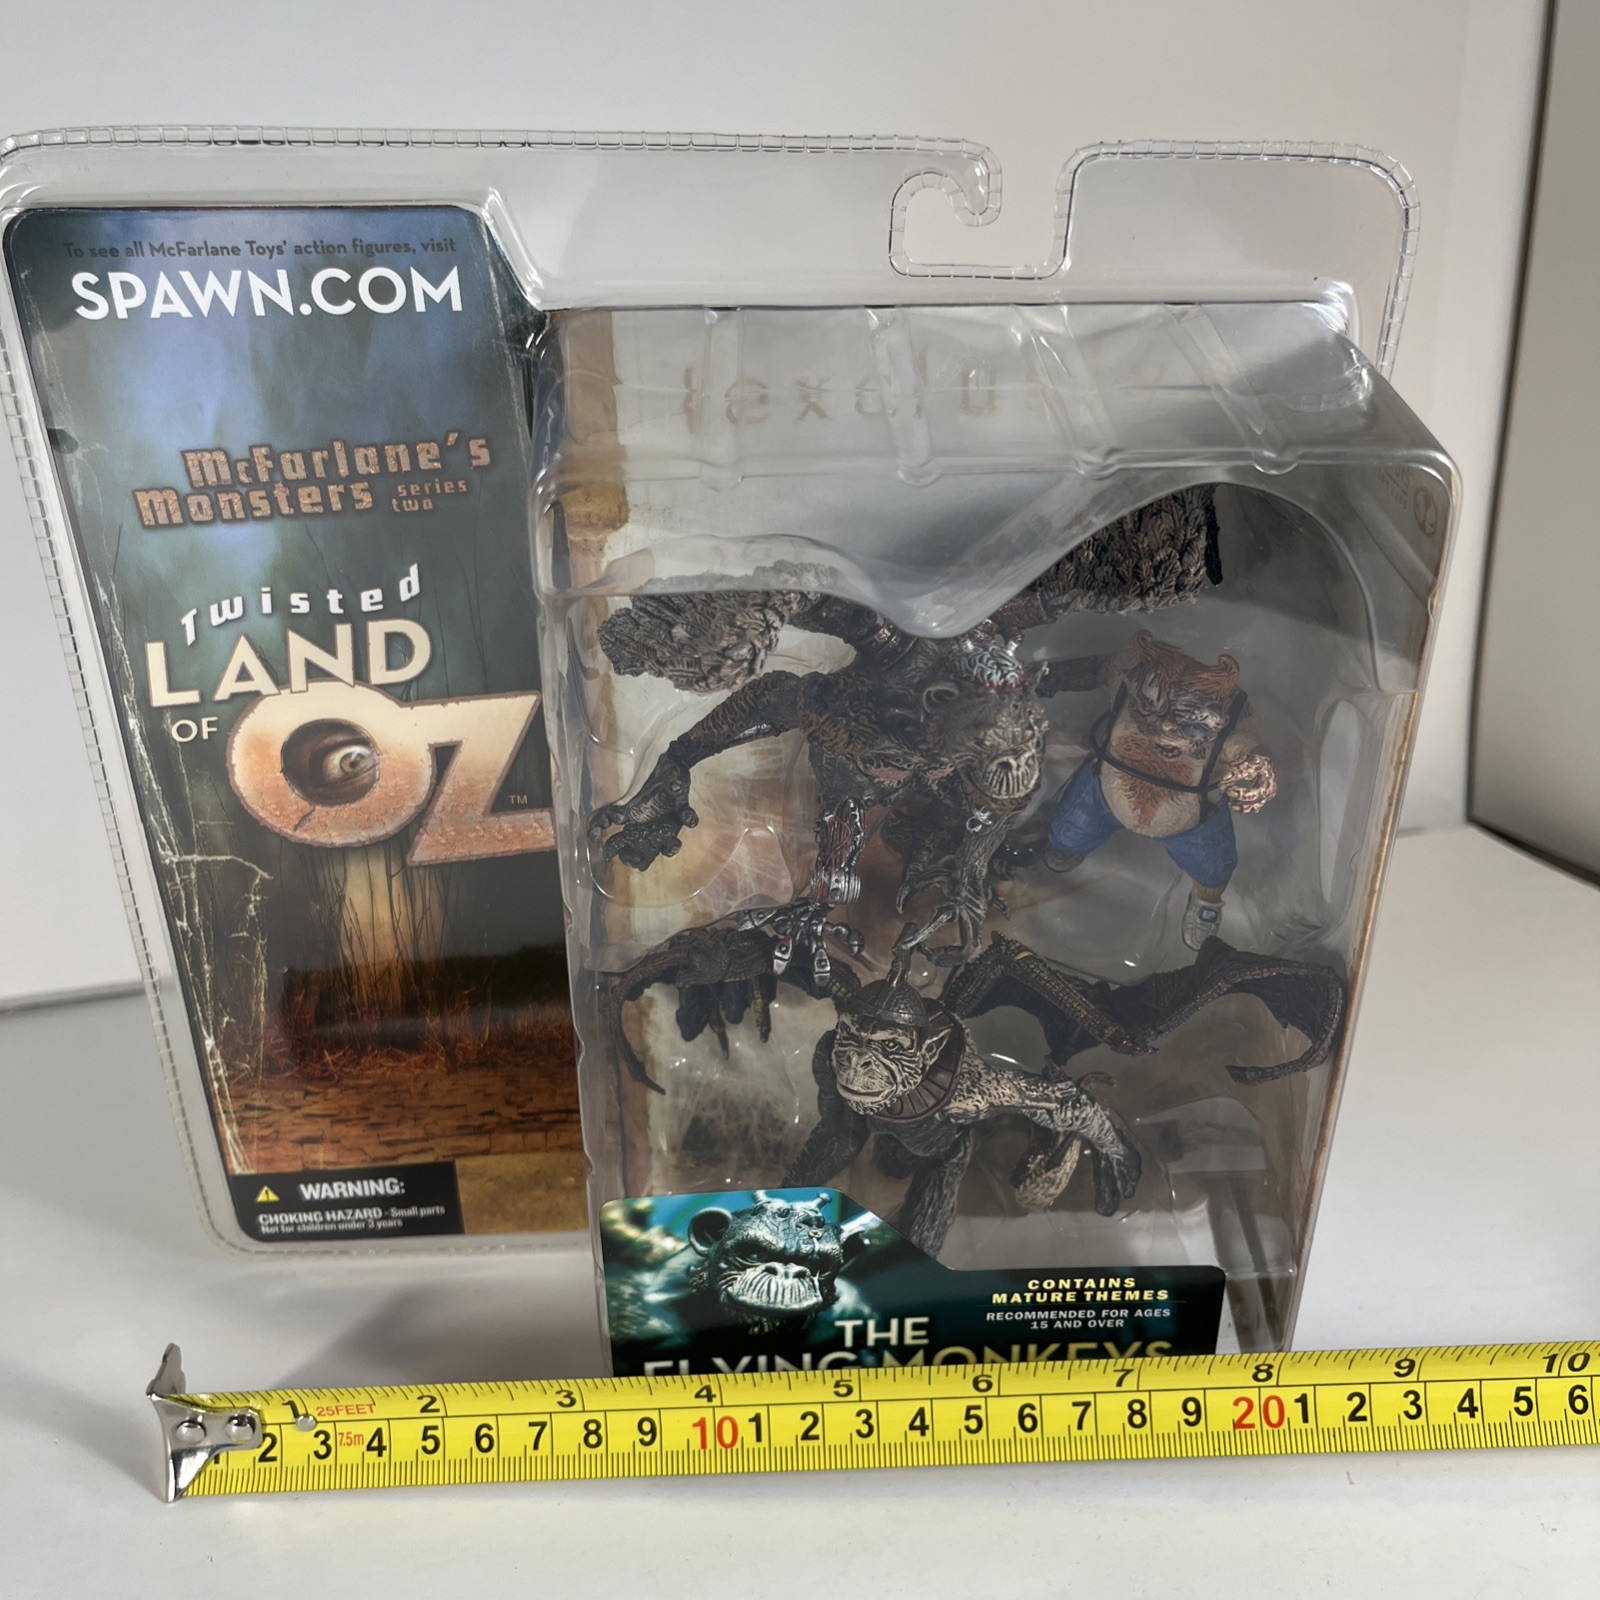 To see all McFarlane Toys' action figures, visit
SPAWN.COM
McFarlane's
Monsters series
two
Twisted
LAND
OF OZ
TM
WARNING:
CHOKING HAZARD - Small parts
Not for children under 3 years
CONTAINS
MATURE THEMES
RECOMMENDED FOR AGES
15 AND OVER
THE
FLYING MONKEYS
1 25FEET 2 3 4 5 6 7 8 9 10
1 2 3 7.5m 4 5 6 7 8 9 10 1 2 3 4 5 6 7 8 9 20 1 2 3 4 5 6